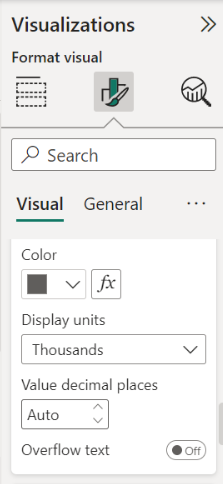 Visualizations
Format visual
Search
Visual General ...
Color
fx
Display units
Thousands
Value decimal places
Auto
Overflow text Off